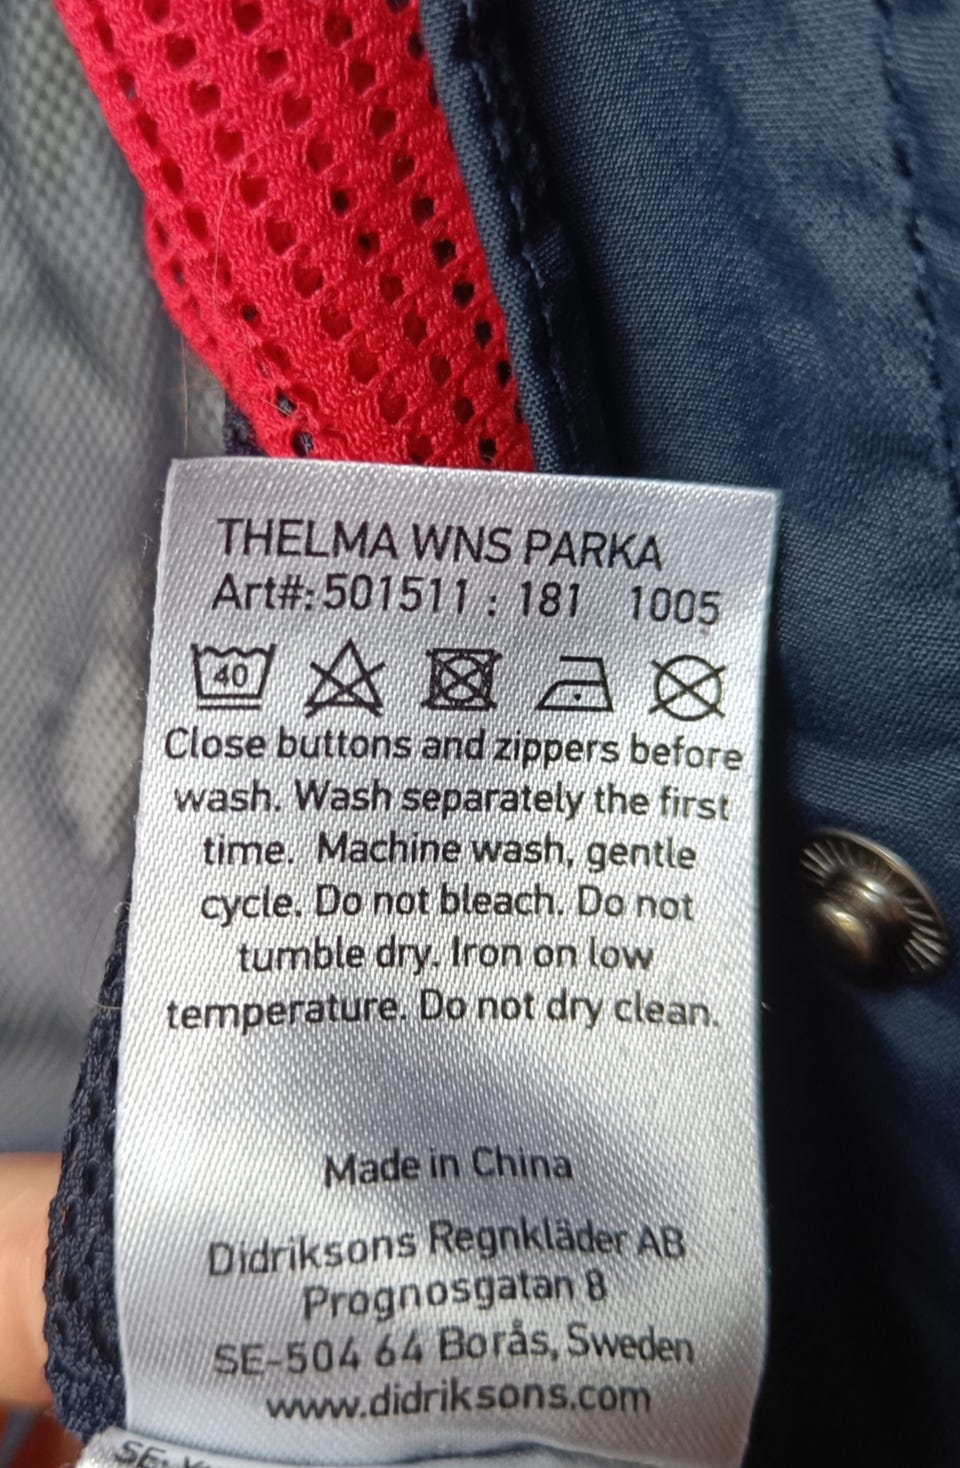 THELMA WNS PARKA
Art#: 501511 : 181 1005
40
Close buttons and zippers before
wash. Wash separately the first
time. Machine wash, gentle
cycle. Do not bleach. Do not
tumble dry. Iron on low
temperature. Do not dry clean.
Made in China
Didriksons Regnkläder AB
Prognosgatan 8
SE-504 64 Borås, Sweden
www.didriksons.com
SE: